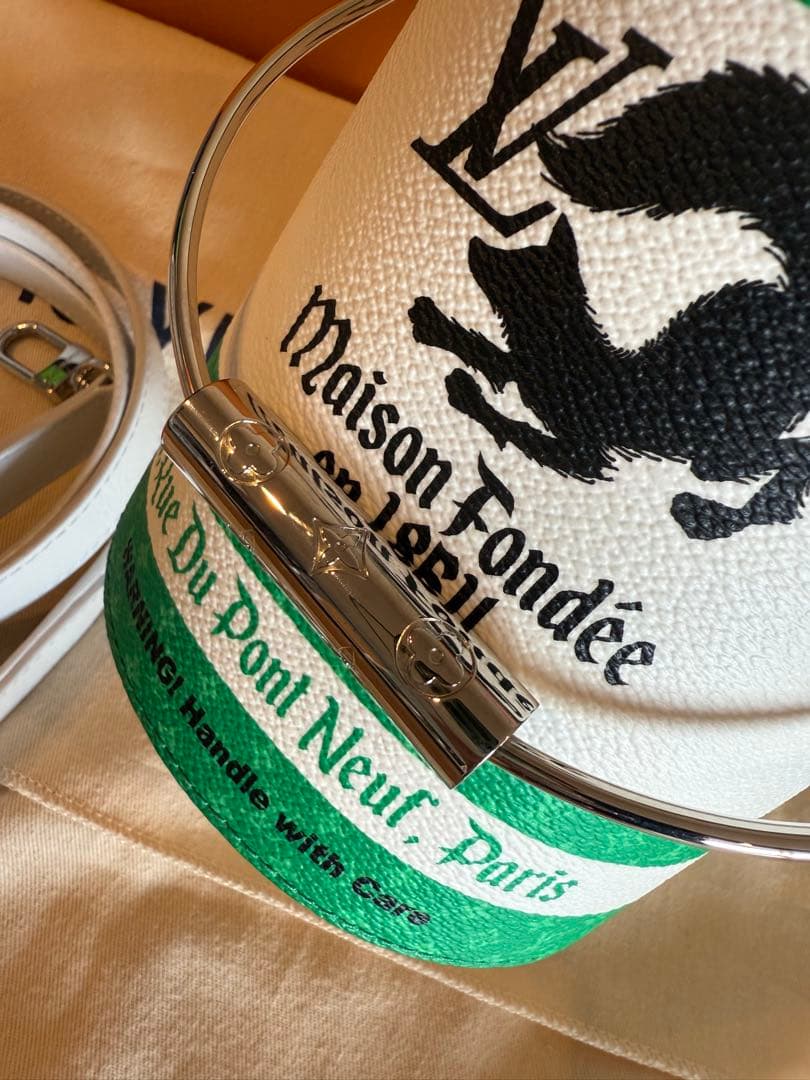 LV
Maison Fondée
en 1854
Rue Du Pont Neuf, Paris
WARNING! Handle with Care